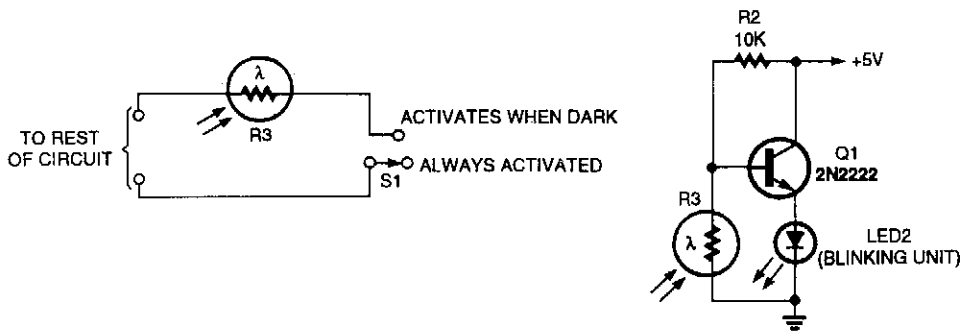 λ
R3
TO REST
OF CIRCUIT
ACTIVATES WHEN DARK
ALWAYS ACTIVATED
S1
R2
10K
+5V
Q1
2N2222
R3
λ
LED2
(BLINKING UNIT)